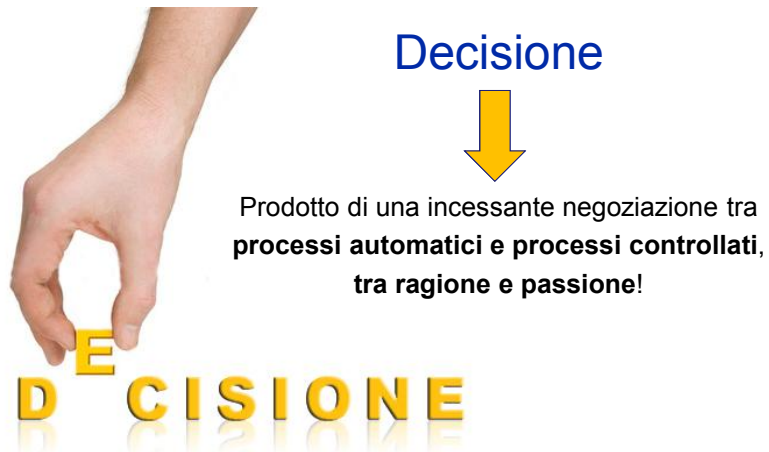 Decisione
Prodotto di una incessante negoziazione tra
processi automatici e processi controllati,
tra ragione e passione!
DECISIONE